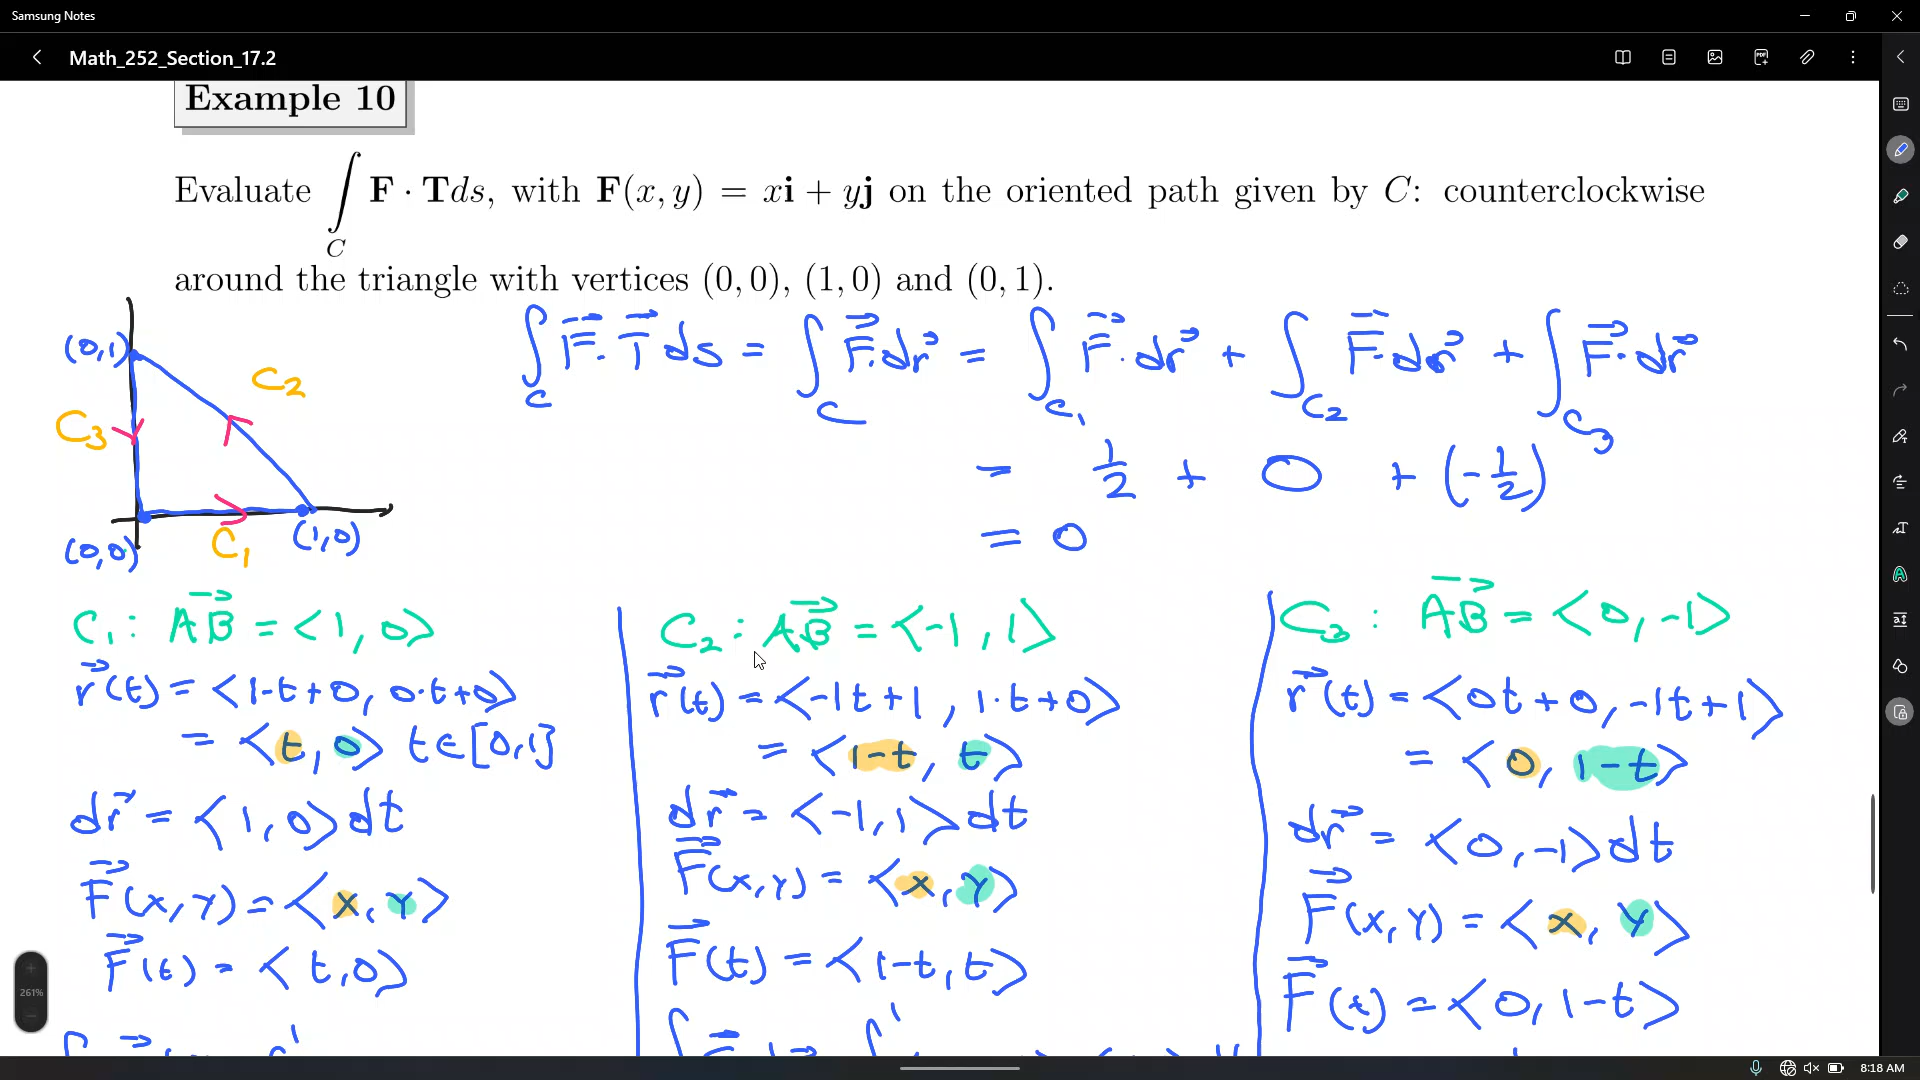 Samsung Notes
Math_252_Section_17.2
Example 10
Evaluate ∫_C F · T ds, with F(x, y) = xi + yj on the oriented path given by C: counterclockwise
around the triangle with vertices (0, 0), (1, 0) and (0, 1).
(0,1)
C2
C3
(0,0)
C1
(1,0)
∫_C F⃗ · T⃗ ds = ∫_C F⃗ · dr⃗ = ∫_C1 F⃗ · dr⃗ + ∫_C2 F⃗ · dr⃗ + ∫_C3 F⃗ · dr⃗
= 1/2 + 0 + (-1/2)
= 0
C1: AB⃗ = <1, 0>
r⃗(t) = <1·t+0, 0·t+0>
= <t, 0> t∈[0,1]
dr⃗ = <1, 0> dt
F⃗(x, y) = <x, y>
F⃗(t) = <t, 0>
C2: AB⃗ = <-1, 1>
r⃗(t) = <-1t+1, 1·t+0>
= <1-t, t>
dr⃗ = <-1, 1> dt
F⃗(x, y) = <x, y>
F⃗(t) = <1-t, t>
C3: AB⃗ = <0, -1>
r⃗(t) = <0t+0, -1t+1>
= <0, 1-t>
dr⃗ = <0, -1> dt
F⃗(x, y) = <x, y>
F⃗(t) = <0, 1-t>
261%
8:18 AM